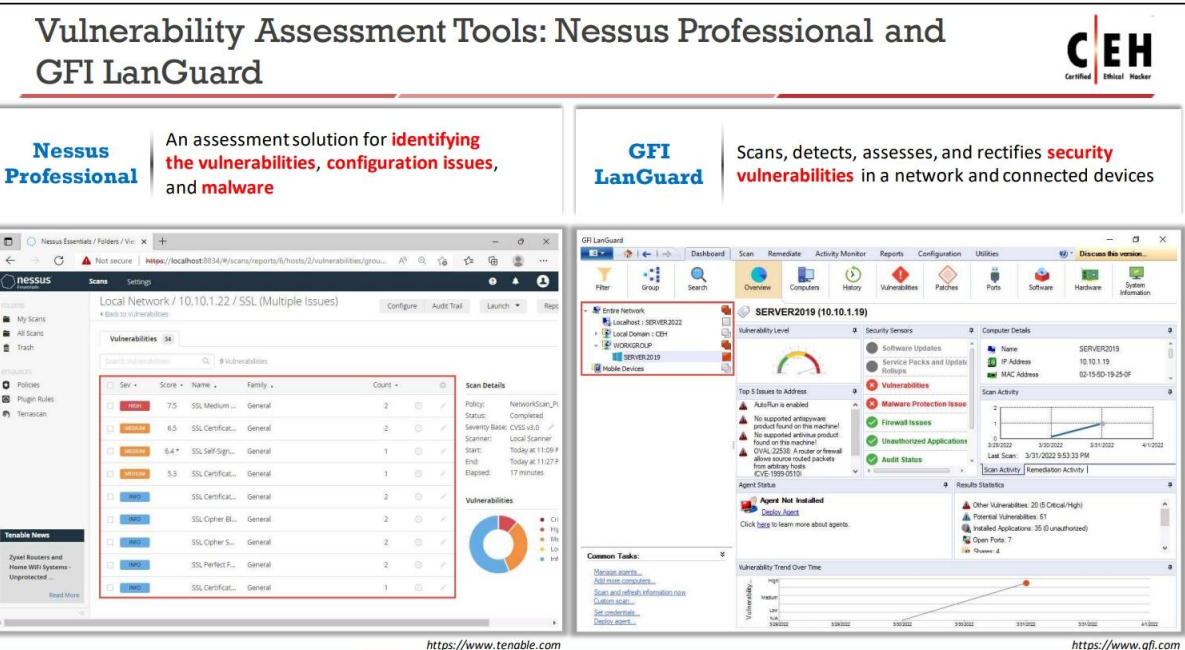 Vulnerability Assessment Tools: Nessus Professional and
GFI LanGuard
CEH
Certified Ethical Hacker
Nessus
Professional
An assessment solution for identifying
the vulnerabilities, configuration issues,
and malware
GFI
LanGuard
Scans, detects, assesses, and rectifies security
vulnerabilities in a network and connected devices
Nessus Essentials / Folders / Vie
Not secure https://localhost:8834/#/scans/reports/6/hosts/2/vulnerabilities/grou...
nessus
Essentials
Scans Settings
FOLDERS
My Scans
All Scans
Trash
RESOURCES
Policies
Plugin Rules
Terrascan
Tenable News
Zyxel Routers and
Home WiFi Systems -
Unprotected ...
Read More
Local Network / 10.10.1.22 / SSL (Multiple Issues)
< Back to Vulnerabilities
Configure Audit Trail Launch Repo
Vulnerabilities 34
Search Vulnerabilities 9 Vulnerabilities
Sev Score Name Family Count
HIGH 7.5 SSL Medium ... General 2
MEDIUM 6.5 SSL Certificat... General 2
MEDIUM 6.4 * SSL Self-Sign... General 1
MEDIUM 5.3 SSL Certificat... General 1
INFO SSL Certificat... General 2
INFO SSL Cipher Bl... General 2
INFO SSL Cipher S... General 2
INFO SSL Perfect F... General 2
INFO SSL Certificat... General 1
Scan Details
Policy: NetworkScan_Po
Status: Completed
Severity Base: CVSS v3.0
Scanner: Local Scanner
Start: Today at 11:09 P
End: Today at 11:27 P
Elapsed: 17 minutes
Vulnerabilities
Cri
Hig
Me
Lo
Inf
https://www.tenable.com
GFI LanGuard
Dashboard Scan Remediate Activity Monitor Reports Configuration Utilities Discuss this version...
Filter Group Search
Overview Computers History Vulnerabilities Patches Ports Software Hardware System Information
Entire Network
Localhost : SERVER2022
Local Domain : CEH
WORKGROUP
SERVER2019
Mobile Devices
Common Tasks:
Manage agents...
Add more computers...
Scan and refresh information now
Custom scan...
Set credentials...
Deploy agent...
SERVER2019 (10.10.1.19)
Vulnerability Level
Top 5 Issues to Address
AutoRun is enabled
No supported antispyware
product found on this machine!
No supported antivirus product
found on this machine!
OVAL:22538: A router or firewall
allows source routed packets
from arbitrary hosts
(CVE-1999-0510)
Security Sensors
Software Updates
Service Packs and Update
Rollups
Vulnerabilities
Malware Protection Issue
Firewall Issues
Unauthorized Applications
Audit Status
Computer Details
Name SERVER2019
IP Address 10.10.1.19
MAC Address 02-15-5D-19-25-0F
Scan Activity
2
1
3/29/2022 3/30/2022 3/31/2022 4/1/2022
Last Scan: 3/31/2022 9:53:33 PM
Scan Activity Remediation Activity
Agent Status
Agent Not Installed
Deploy Agent
Click here to learn more about agents.
Results Statistics
Other Vulnerabilities: 20 (5 Critical/High)
Potential Vulnerabilities: 61
Installed Applications: 35 (0 unauthorized)
Open Ports: 7
Shares: 4
Vulnerability Trend Over Time
Vulnerability...
High
Medium
Low
N/A
https://www.gfi.com